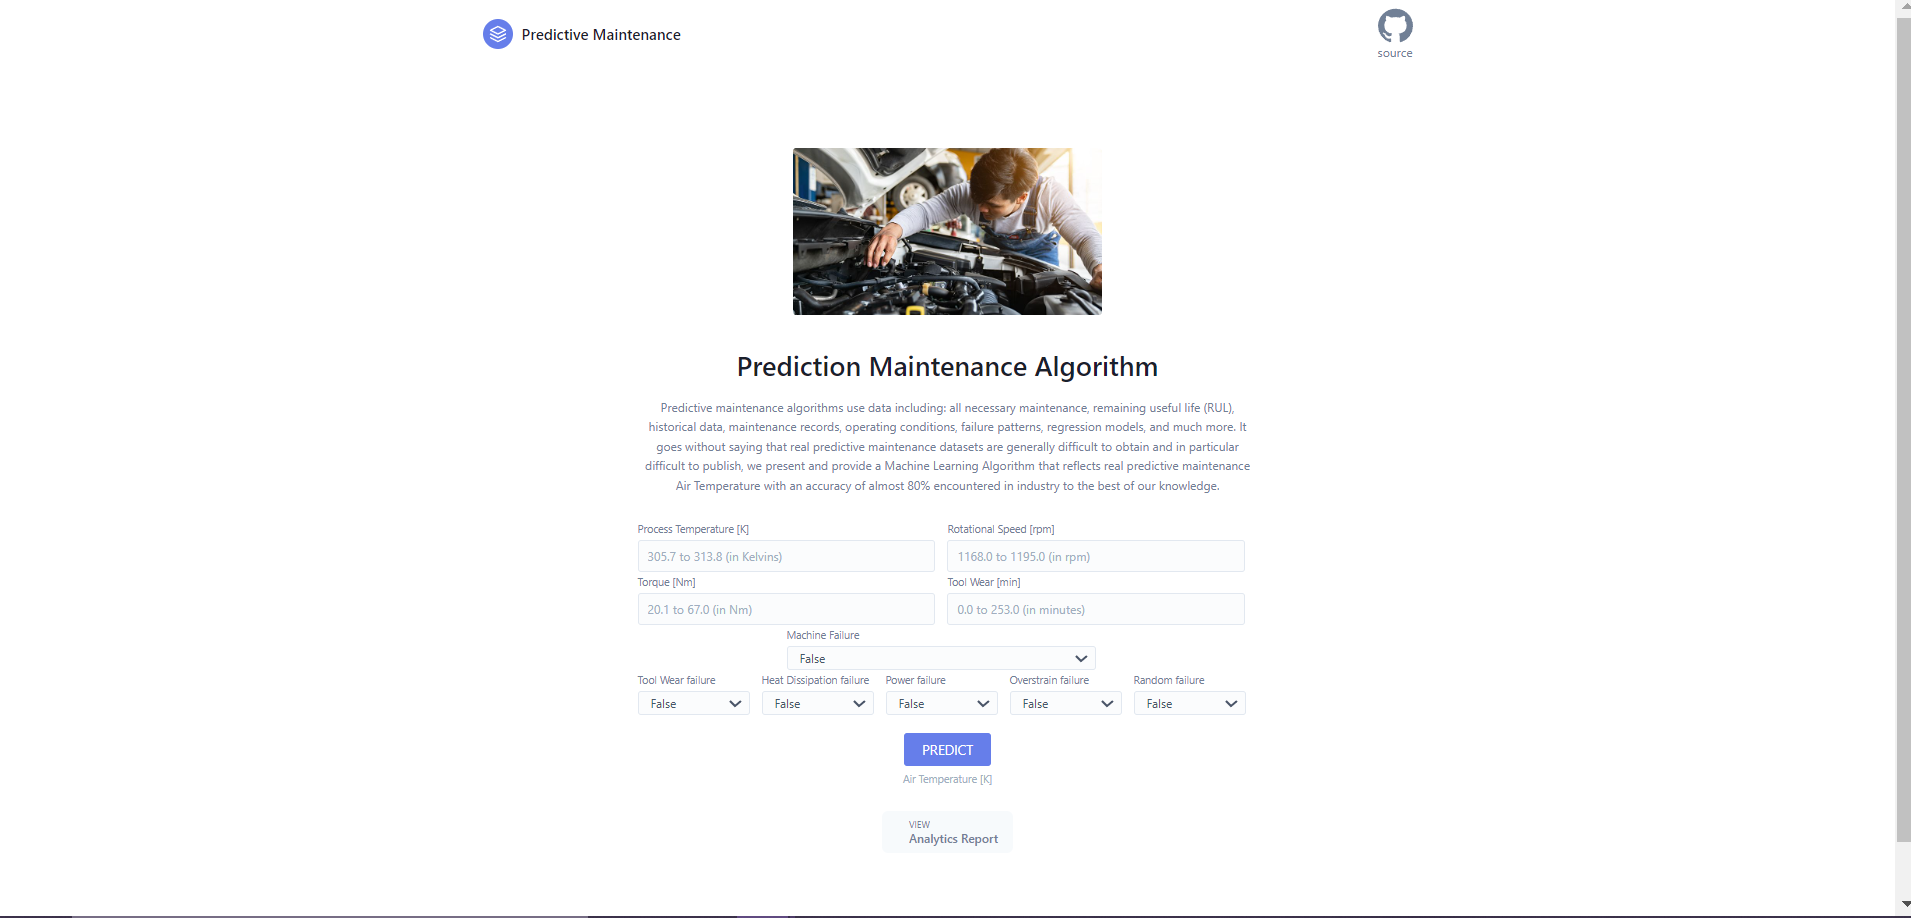 Predictive Maintenance
source
Prediction Maintenance Algorithm
Predictive maintenance algorithms use data including: all necessary maintenance, remaining useful life (RUL),
historical data, maintenance records, operating conditions, failure patterns, regression models, and much more. It
goes without saying that real predictive maintenance datasets are generally difficult to obtain and in particular
difficult to publish, we present and provide a Machine Learning Algorithm that reflects real predictive maintenance
Air Temperature with an accuracy of almost 80% encountered in industry to the best of our knowledge.
Process Temperature [K] Rotational Speed [rpm]
305.7 to 313.8 (in Kelvins) 1168.0 to 1195.0 (in rpm)
Torque [Nm] Tool Wear [min]
20.1 to 67.0 (in Nm) 0.0 to 253.0 (in minutes)
Machine Failure
False
Tool Wear failure Heat Dissipation failure Power failure Overstrain failure Random failure
False False False False False
PREDICT
Air Temperature [K]
VIEW
Analytics Report